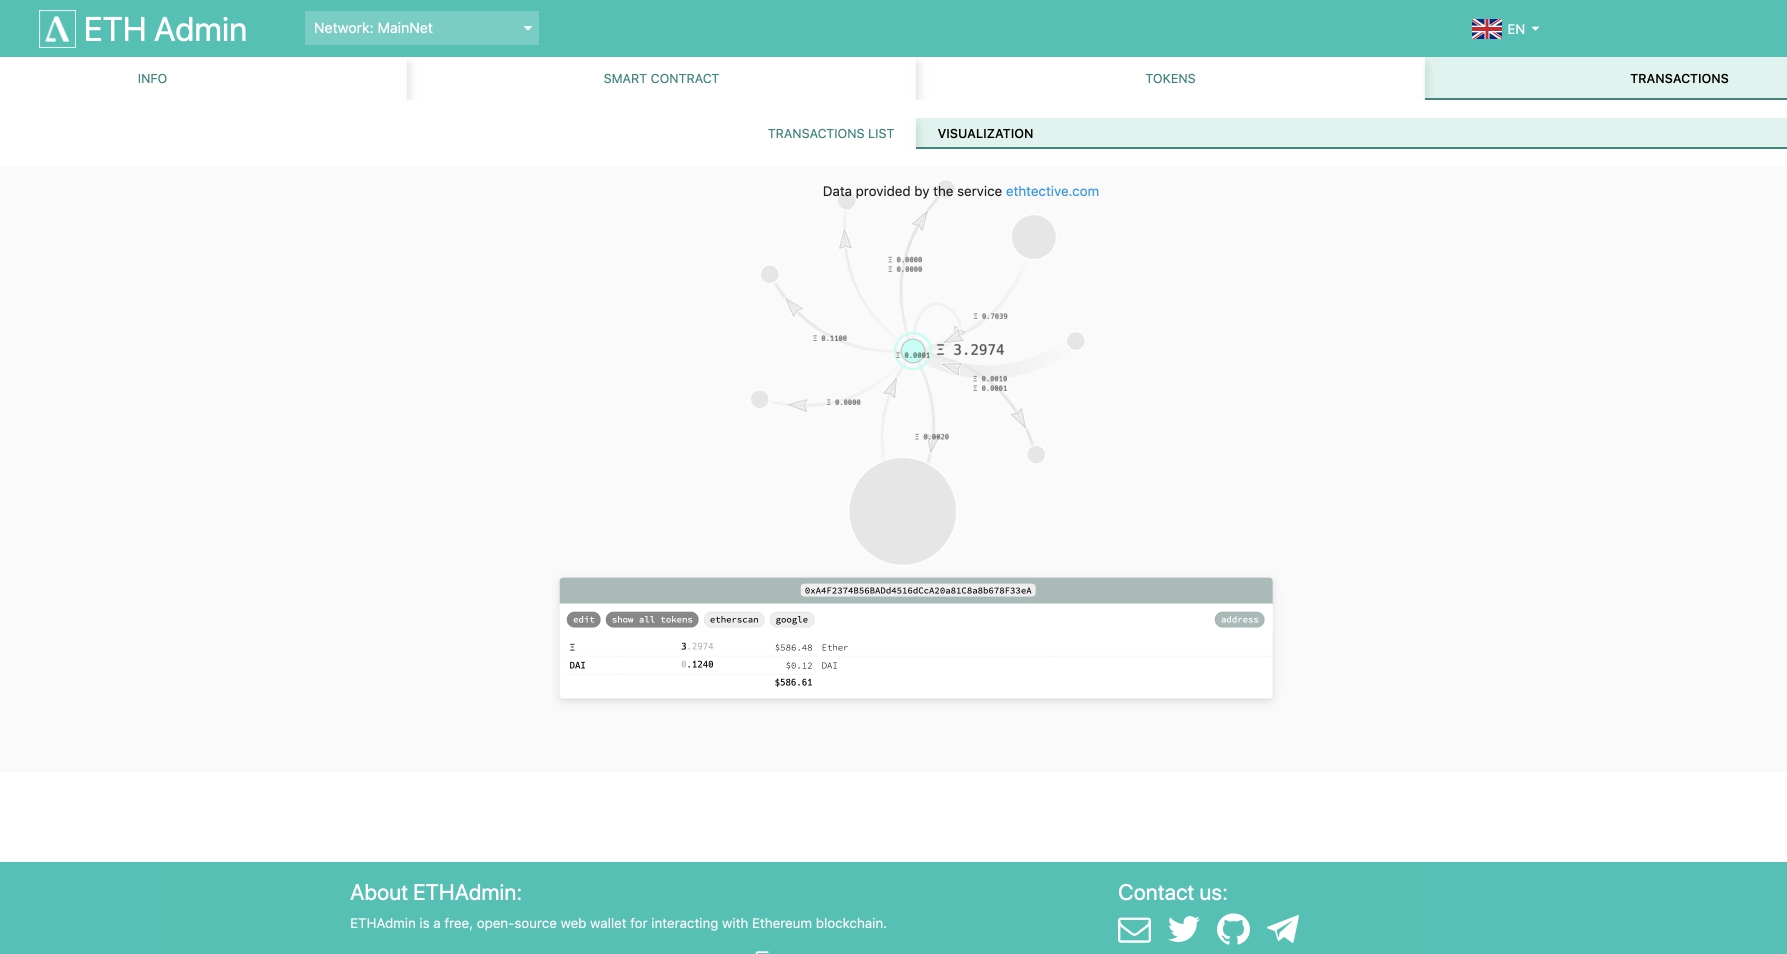 ETH Admin
Network: MainNet
EN
INFO
SMART CONTRACT
TOKENS
TRANSACTIONS
TRANSACTIONS LIST
VISUALIZATION
Data provided by the service ethtective.com
Ξ 0.0000
Ξ 0.0000
Ξ 0.7039
Ξ 0.1100
Ξ 3.2974
Ξ 0.0001
Ξ 0.0010
Ξ 0.0001
Ξ 0.0000
Ξ 0.0020
0xA4F2374B56BADd4516dCcA20a81C8a8b678F33eA
edit
show all tokens
etherscan
google
address
Ξ 3.2974 $586.48 Ether
DAI 0.1240 $0.12 DAI
$586.61
About ETHAdmin:
ETHAdmin is a free, open-source web wallet for interacting with Ethereum blockchain.
Contact us: